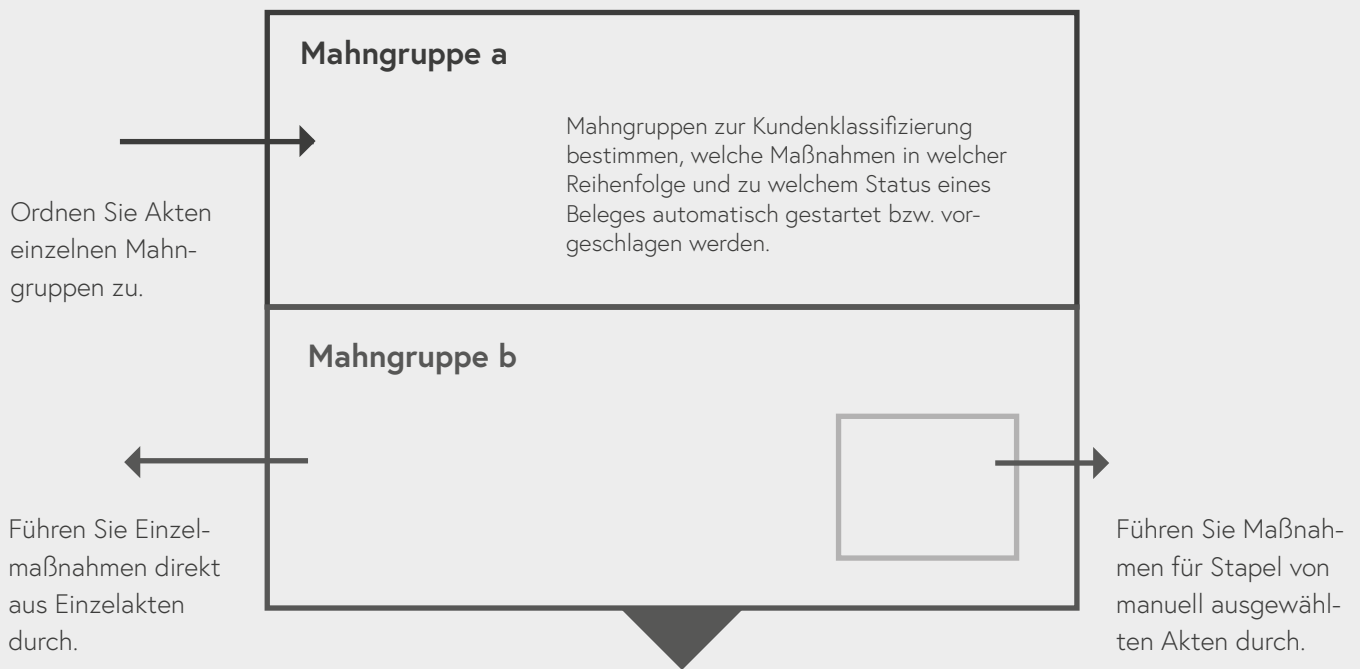 Mahngruppe a
Mahngruppen zur Kundenklassifizierung
bestimmen, welche Maßnahmen in welcher
Reihenfolge und zu welchem Status eines
Beleges automatisch gestartet bzw. vor-
geschlagen werden.
Ordnen Sie Akten
einzelnen Mahn-
gruppen zu.
Mahngruppe b
Führen Sie Einzel-
maßnahmen direkt
aus Einzelakten
durch.
Führen Sie Maßnah-
men für Stapel von
manuell ausgewähl-
ten Akten durch.